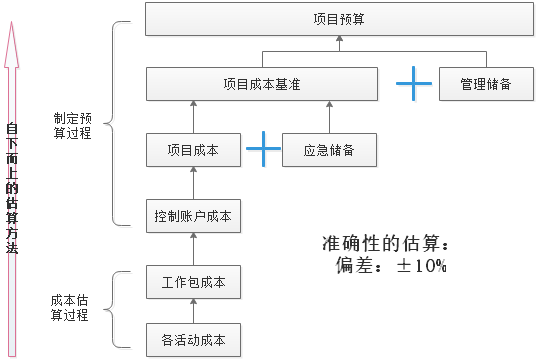 项目预算
项目成本基准
管理储备
制定预
算过程
项目成本
应急储备
控制账户成本
自下而上的估算方法
准确性的估算：
偏差：±10%
工作包成本
成本估
算过程
各活动成本